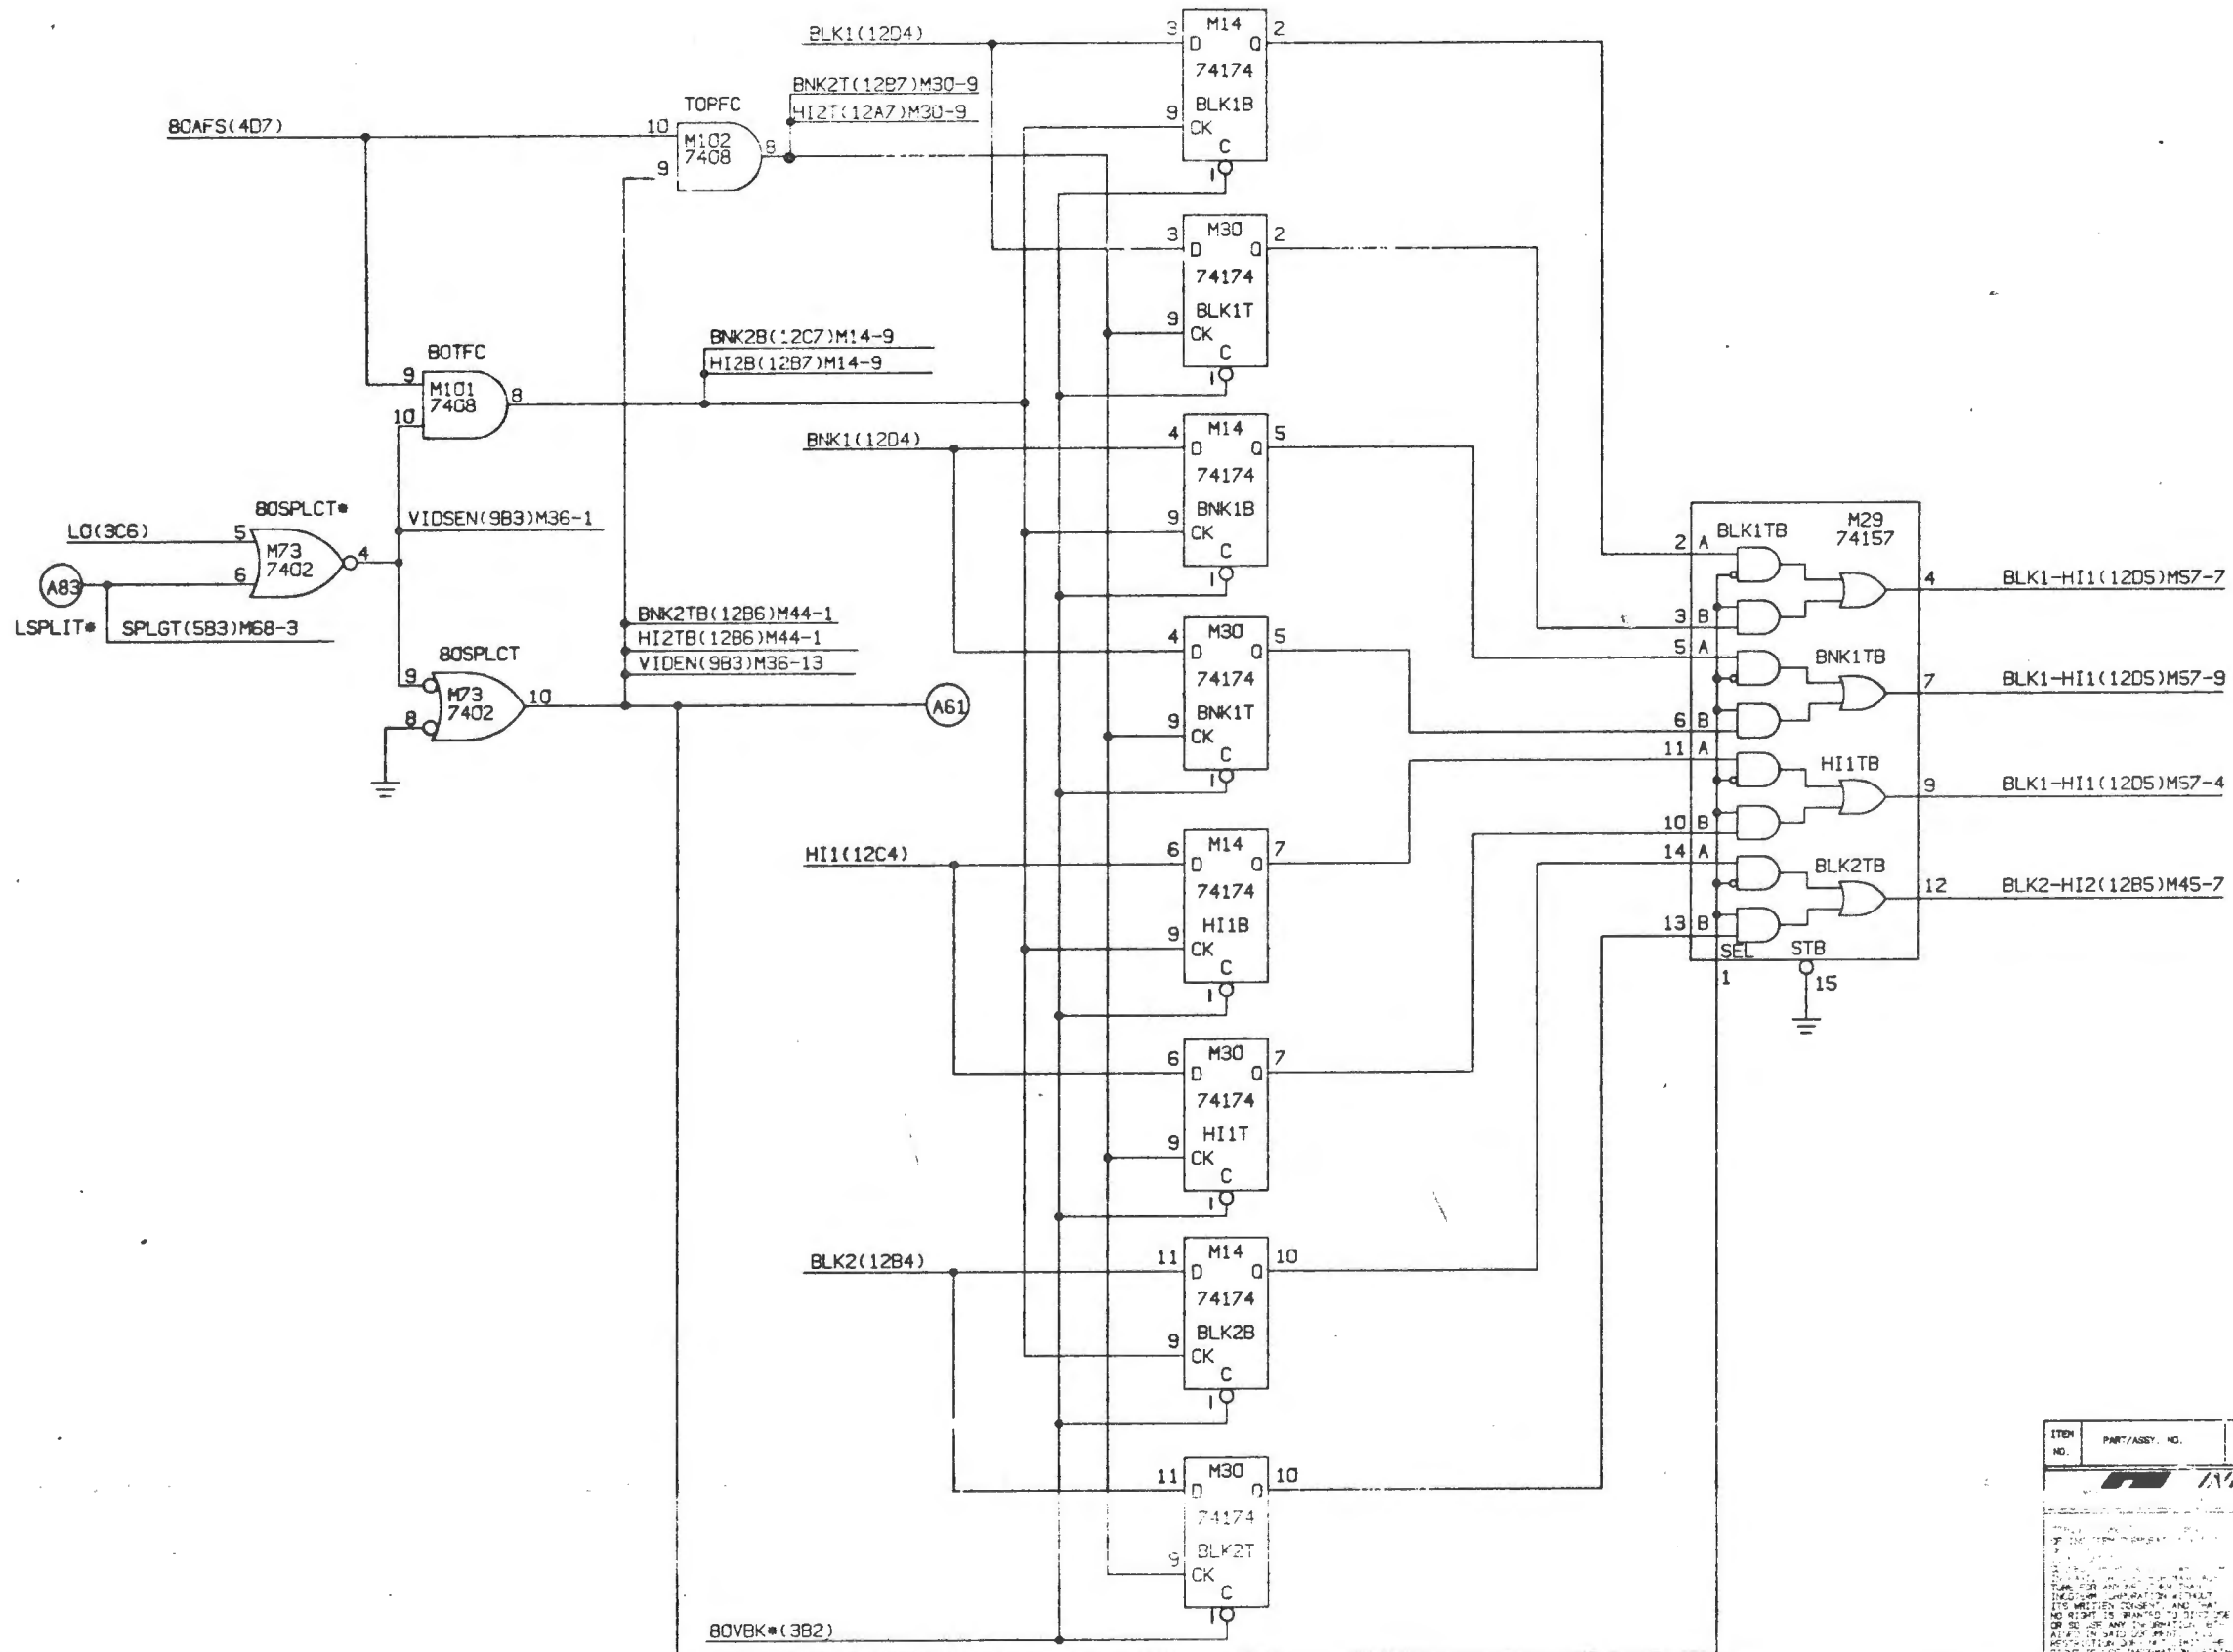 BLK1(12D4)
BNK2T(12B7)M30-9
HI2T(12A7)M30-9
TOPFC
80AFS(4D7)
10
M102
7408
9
8
BNK2B(12C7)M14-9
HI2B(12B7)M14-9
BOTFC
9
M101
7408
10
8
BNK1(12D4)
80SPLCT*
L0(3C6)
5
M73
7402
4
6
A83
LSPLIT*
SPLGT(5B3)M68-3
VIDSEN(9B3)M36-1
BNK2TB(12B6)M44-1
HI2TB(12B6)M44-1
VIDEN(9B3)M36-13
80SPLCT
9
M73
7402
10
8
A61
HI1(12C4)
BLK2(12B4)
80VBK*(3B2)
3 M14 2
D Q
74174
BLK1B
9 CK
C
1
3 M30 2
D Q
74174
BLK1T
9 CK
C
1
4 M14 5
D Q
74174
BNK1B
9 CK
C
1
4 M30 5
D Q
74174
BNK1T
9 CK
C
1
6 M14 7
D Q
74174
HI1B
9 CK
C
1
6 M30 7
D Q
74174
HI1T
9 CK
C
1
11 M14 10
D Q
74174
BLK2B
9 CK
C
1
11 M30 10
D Q
74174
BLK2T
9 CK
C
1
M29
74157
BLK1TB
2 A
4 BLK1-HI1(12D5)M57-7
3 B
5 A
BNK1TB
7 BLK1-HI1(12D5)M57-9
6 B
11 A
HI1TB
9 BLK1-HI1(12D5)M57-4
10 B
14 A
BLK2TB
12 BLK2-HI2(12B5)M45-7
13 B
SEL STB
1 15
ITEM NO.
PART/ASSY. NO.